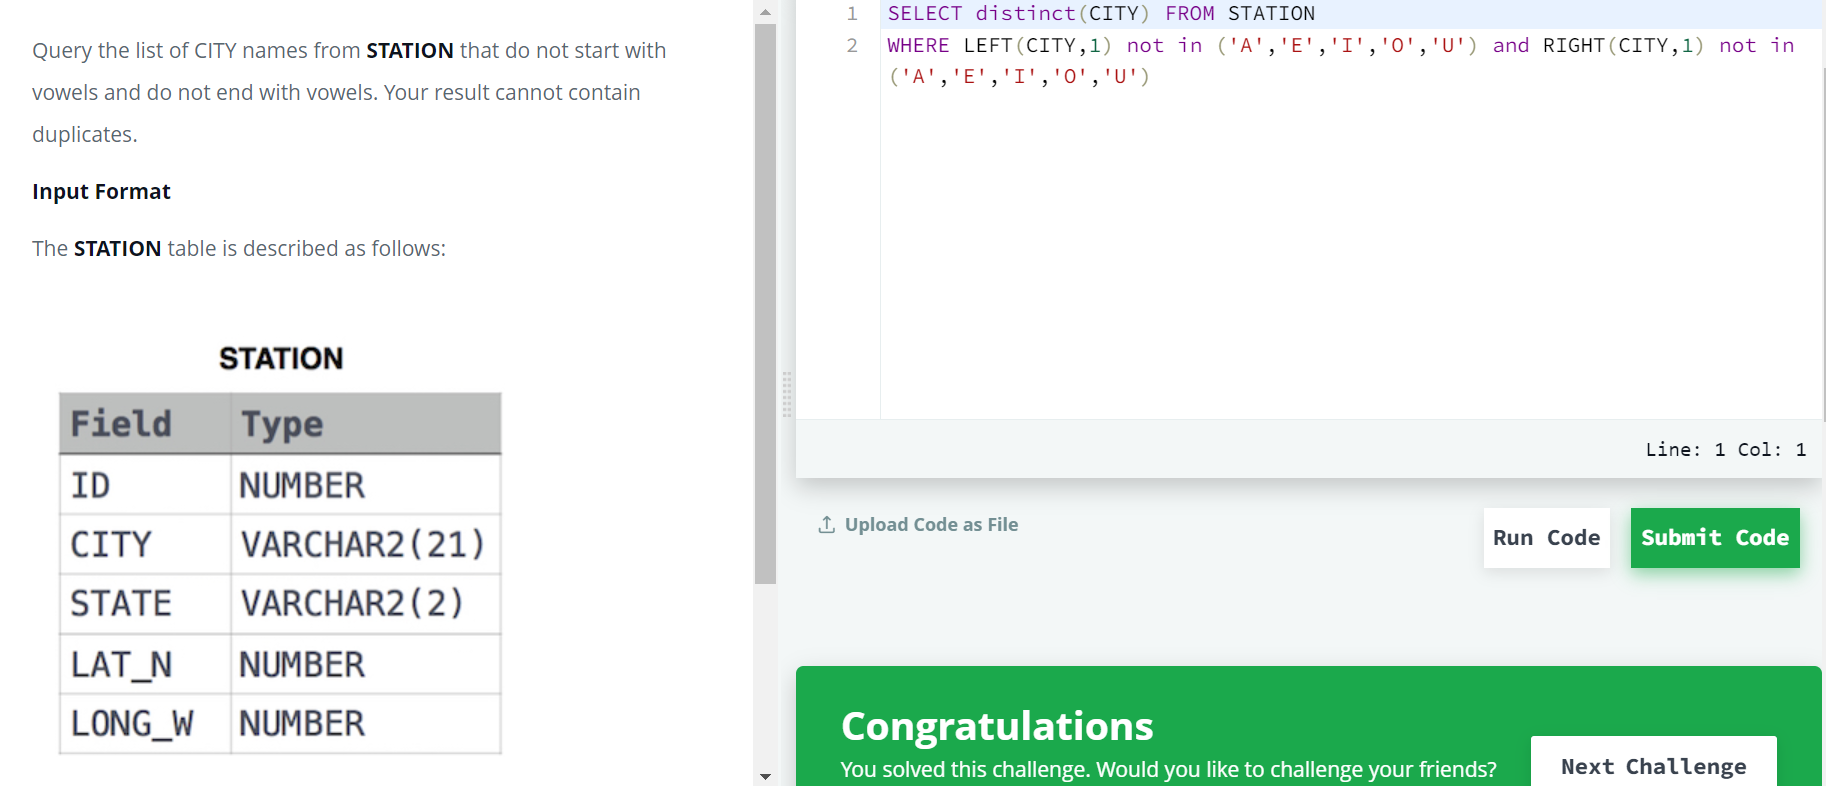 Query the list of CITY names from STATION that do not start with
vowels and do not end with vowels. Your result cannot contain
duplicates.
Input Format
The STATION table is described as follows:
STATION
Field Type
ID NUMBER
CITY VARCHAR2(21)
STATE VARCHAR2(2)
LAT_N NUMBER
LONG_W NUMBER
1 SELECT distinct(CITY) FROM STATION
2 WHERE LEFT(CITY,1) not in ('A','E','I','O','U') and RIGHT(CITY,1) not in
('A','E','I','O','U')
Line: 1 Col: 1
Upload Code as File
Run Code
Submit Code
Congratulations
You solved this challenge. Would you like to challenge your friends?
Next Challenge